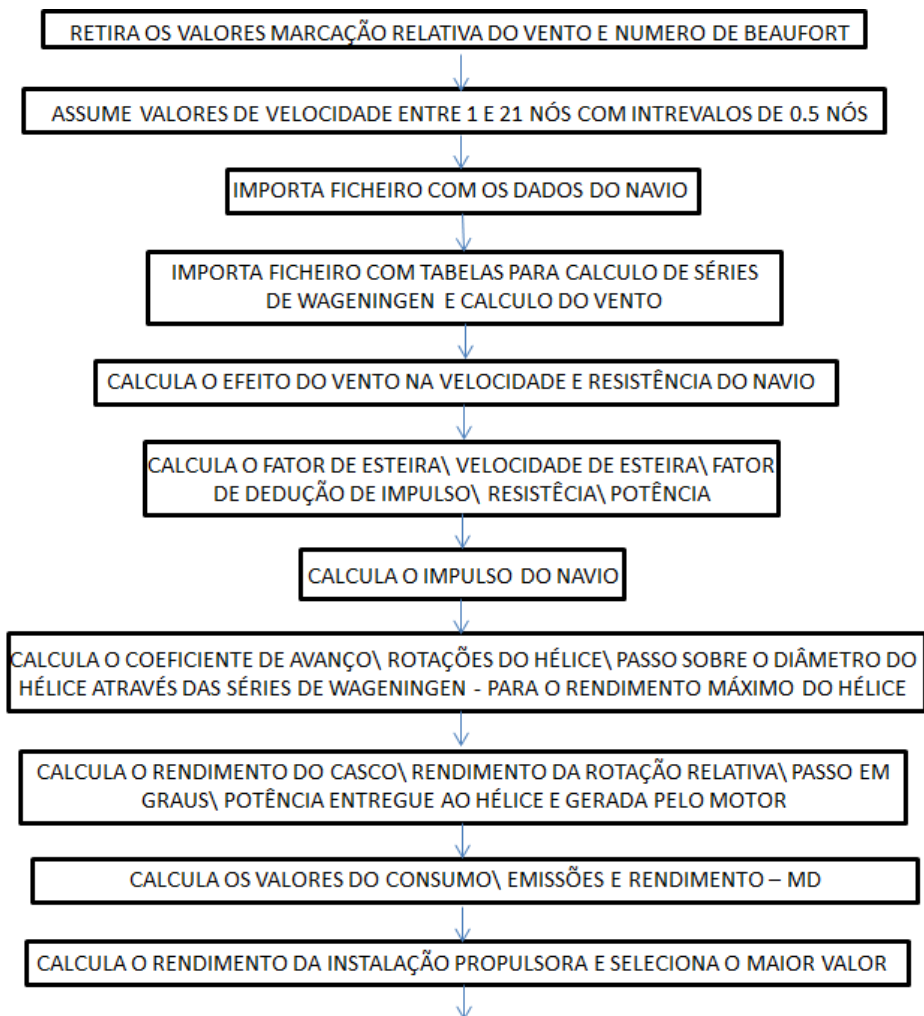 RETIRA OS VALORES MARCAÇÃO RELATIVA DO VENTO E NUMERO DE BEAUFORT
ASSUME VALORES DE VELOCIDADE ENTRE 1 E 21 NÓS COM INTREVALOS DE 0.5 NÓS
IMPORTA FICHEIRO COM OS DADOS DO NAVIO
IMPORTA FICHEIRO COM TABELAS PARA CALCULO DE SÉRIES
DE WAGENINGEN E CALCULO DO VENTO
CALCULA O EFEITO DO VENTO NA VELOCIDADE E RESISTÊNCIA DO NAVIO
CALCULA O FATOR DE ESTEIRA\ VELOCIDADE DE ESTEIRA\ FATOR
DE DEDUÇÃO DE IMPULSO\ RESISTÊCIA\ POTÊNCIA
CALCULA O IMPULSO DO NAVIO
CALCULA O COEFICIENTE DE AVANÇO\ ROTAÇÕES DO HÉLICE\ PASSO SOBRE O DIÂMETRO DO
HÉLICE ATRAVÉS DAS SÉRIES DE WAGENINGEN - PARA O RENDIMENTO MÁXIMO DO HÉLICE
CALCULA O RENDIMENTO DO CASCO\ RENDIMENTO DA ROTAÇÃO RELATIVA\ PASSO EM
GRAUS\ POTÊNCIA ENTREGUE AO HÉLICE E GERADA PELO MOTOR
CALCULA OS VALORES DO CONSUMO\ EMISSÕES E RENDIMENTO – MD
CALCULA O RENDIMENTO DA INSTALAÇÃO PROPULSORA E SELECIONA O MAIOR VALOR